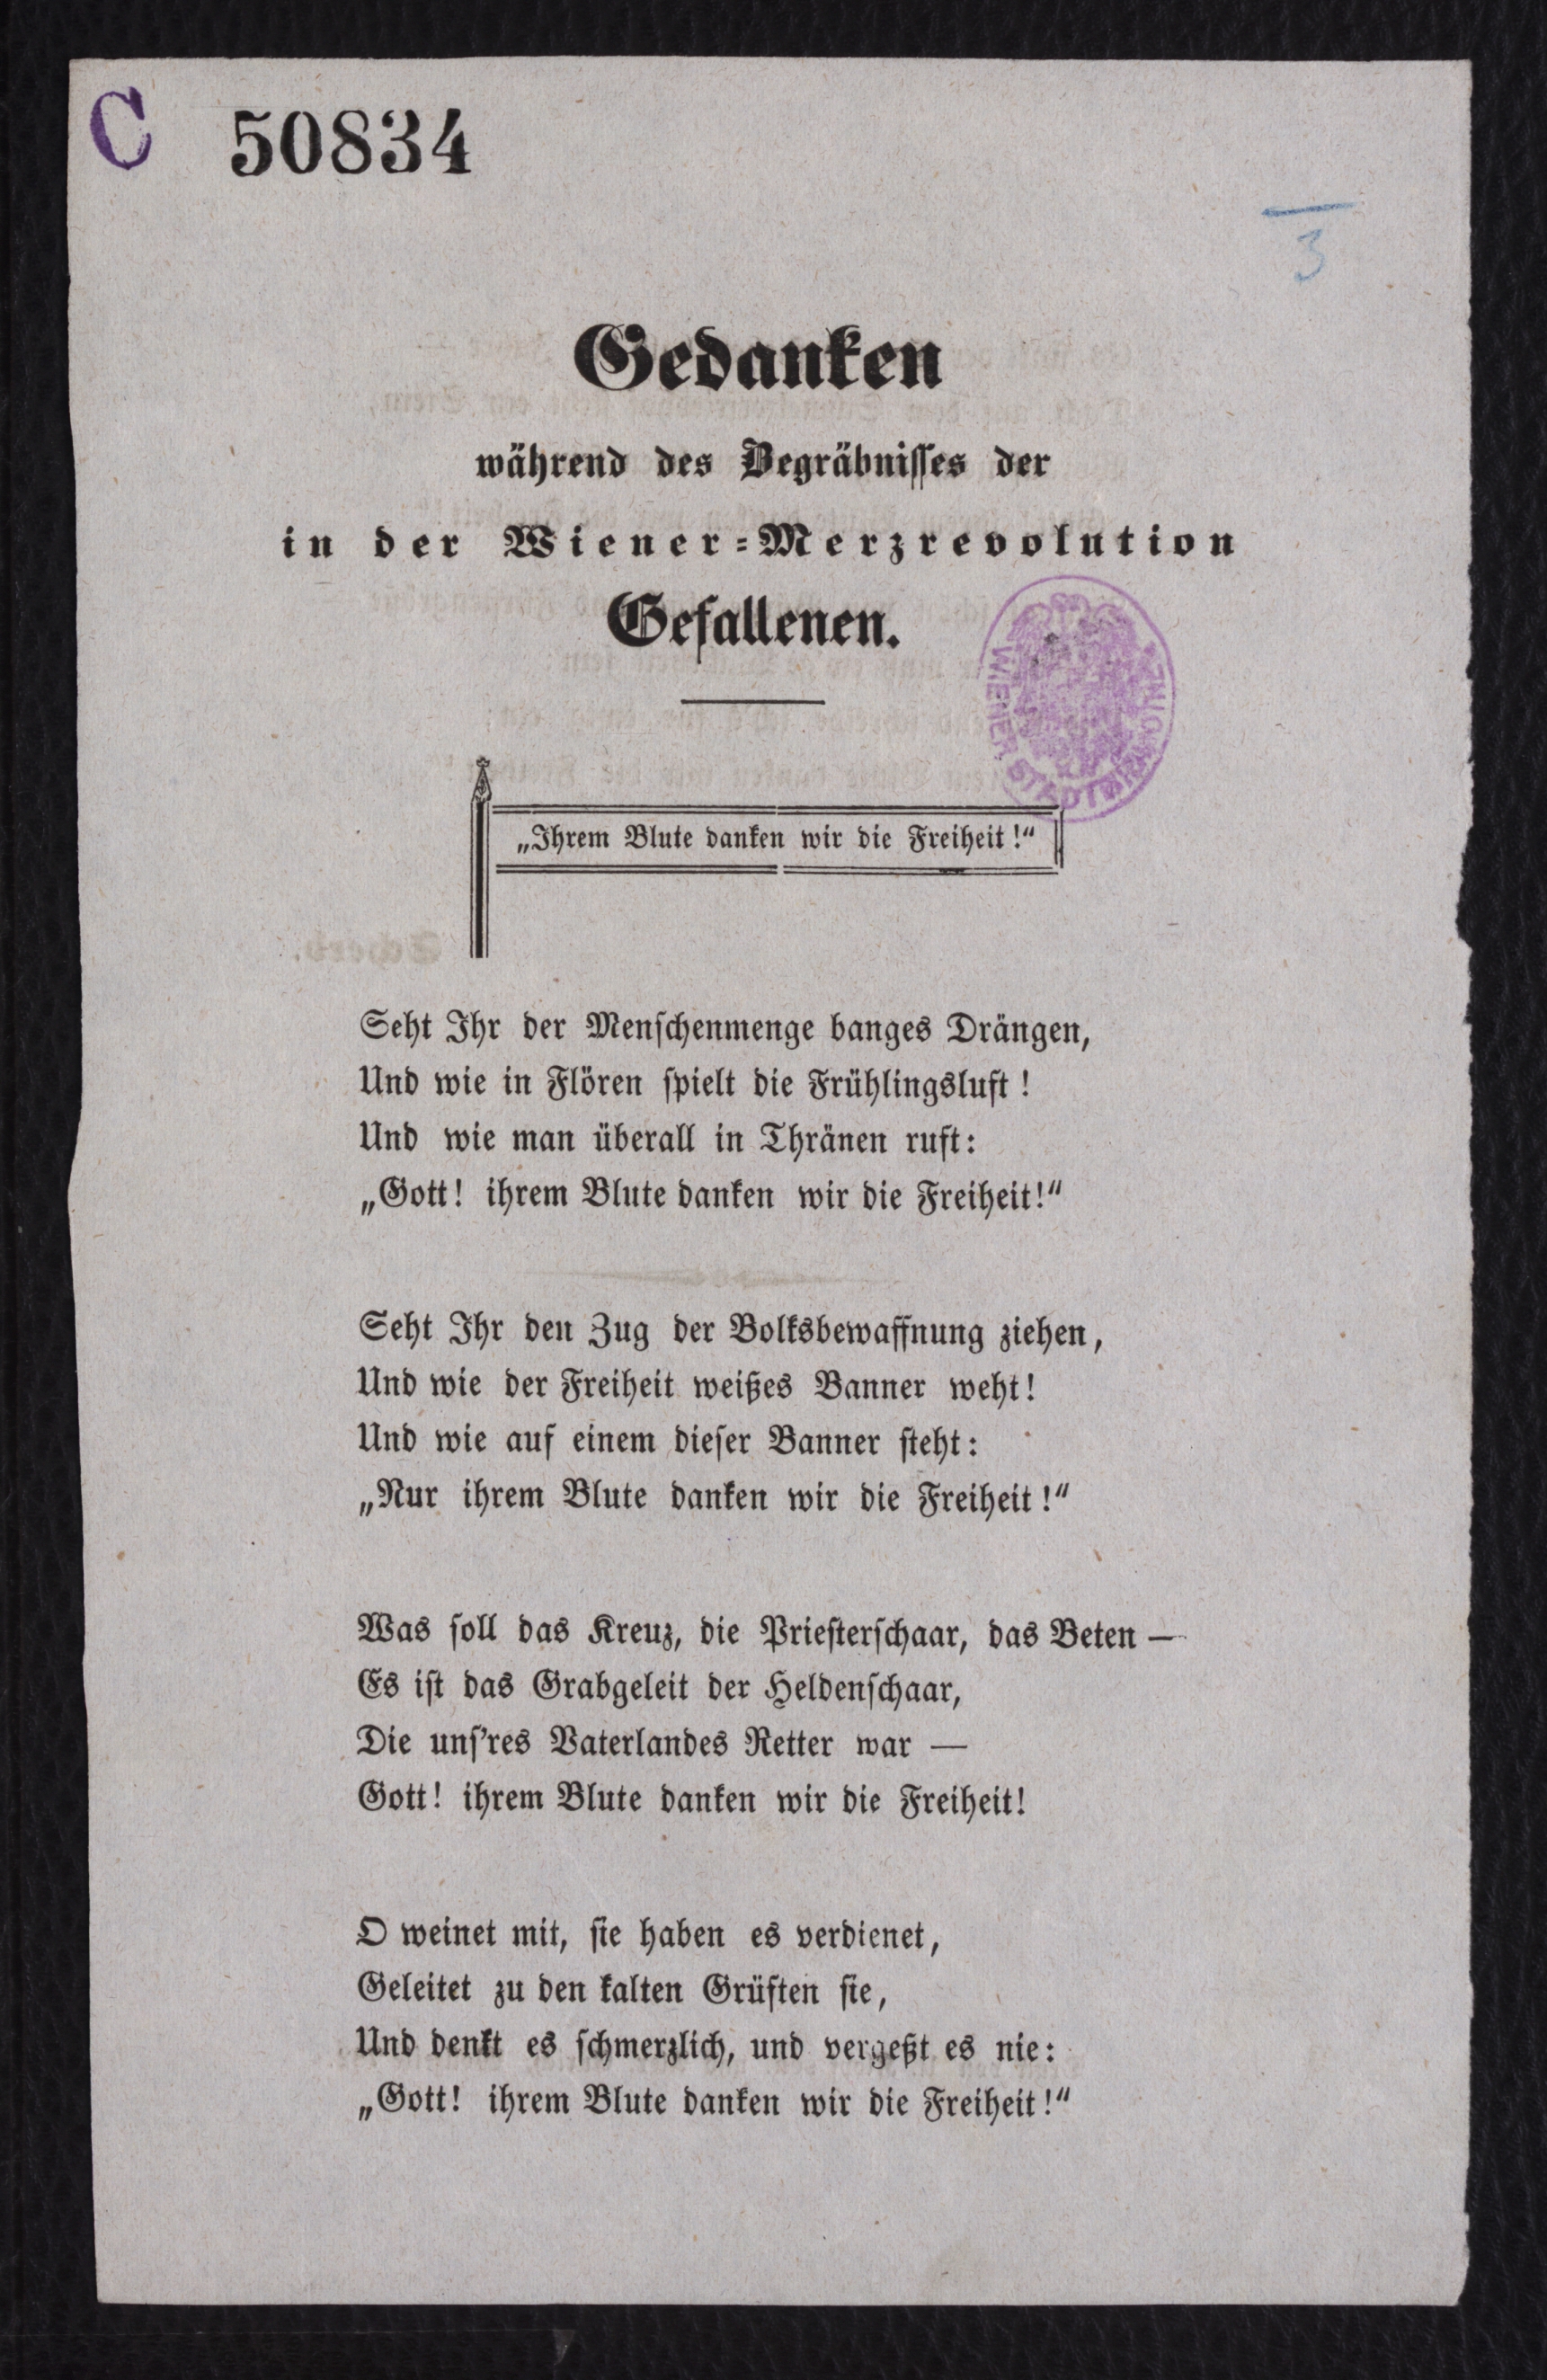 C 50834
3
Gedanken
während des Begräbnisses der
in der Wiener-Merzrevolution
Gefallenen.
WIENER STÄDTISCHE
„Ihrem Blute danken wir die Freiheit!“
Seht Ihr der Menschenmenge banges Drängen,
Und wie in Flören spielt die Frühlingsluft!
Und wie man überall in Thränen ruft:
„Gott! ihrem Blute danken wir die Freiheit!“
Seht Ihr den Zug der Volksbewaffnung ziehen,
Und wie der Freiheit weißes Banner weht!
Und wie auf einem dieser Banner steht:
„Nur ihrem Blute danken wir die Freiheit!“
Was soll das Kreuz, die Priesterschaar, das Beten —
Es ist das Grabgeleit der Heldenschaar,
Die uns’res Vaterlandes Retter war —
Gott! ihrem Blute danken wir die Freiheit!
O weinet mit, sie haben es verdienet,
Geleitet zu den kalten Grüften sie,
Und denkt es schmerzlich, und vergeßt es nie:
„Gott! ihrem Blute danken wir die Freiheit!“